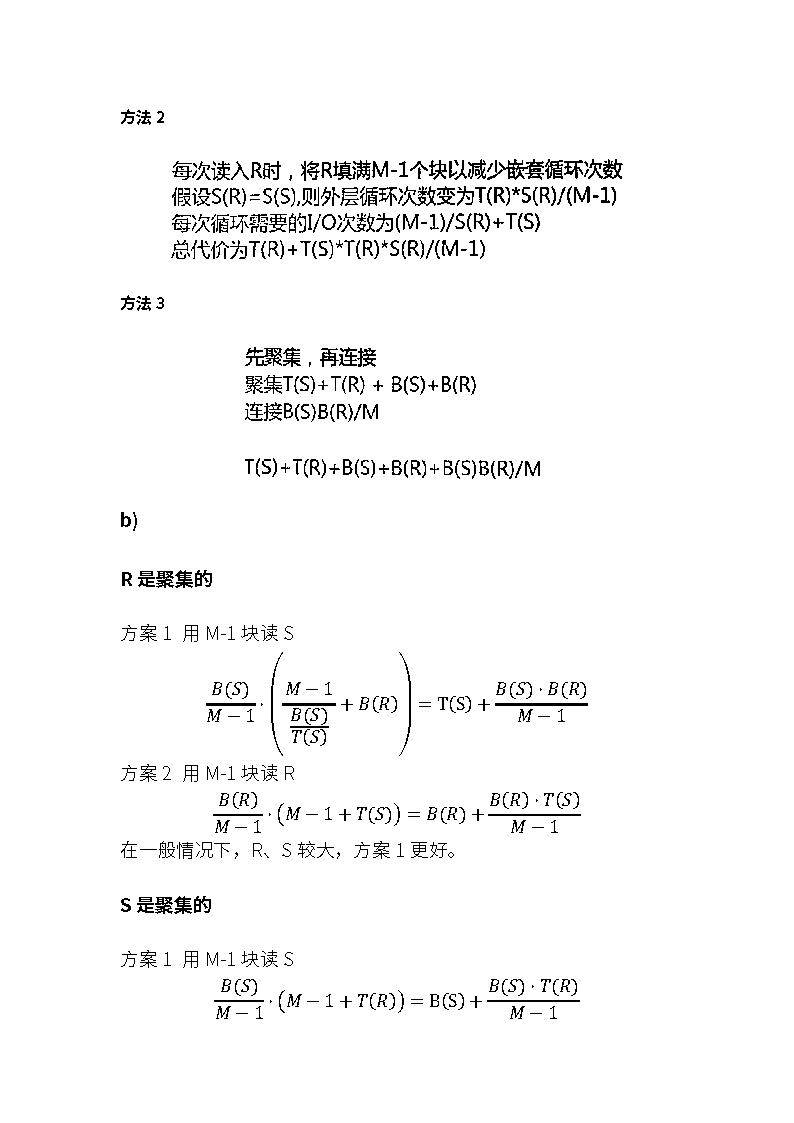 方法 2
每次读入R时，将R填满M-1个块以减少嵌套循环次数
假设S(R)=S(S),则外层循环次数变为T(R)*S(R)/(M-1)
每次循环需要的I/O次数为(M-1)/S(R)+T(S)
总代价为T(R)+T(S)*T(R)*S(R)/(M-1)
方法 3
先聚集，再连接
聚集T(S)+T(R) + B(S)+B(R)
连接B(S)B(R)/M
T(S)+T(R)+B(S)+B(R)+B(S)B(R)/M
b)
R 是聚集的
方案 1 用 M-1 块读 S
\frac{B(S)}{M-1} \cdot \left( \frac{M-1}{\frac{B(S)}{T(S)}} + B(R) \right) = T(S) + \frac{B(S) \cdot B(R)}{M-1}
方案 2 用 M-1 块读 R
\frac{B(R)}{M-1} \cdot (M-1+T(S)) = B(R) + \frac{B(R) \cdot T(S)}{M-1}
在一般情况下，R、S 较大，方案 1 更好。
S 是聚集的
方案 1 用 M-1 块读 S
\frac{B(S)}{M-1} \cdot (M-1+T(R)) = B(S) + \frac{B(S) \cdot T(R)}{M-1}